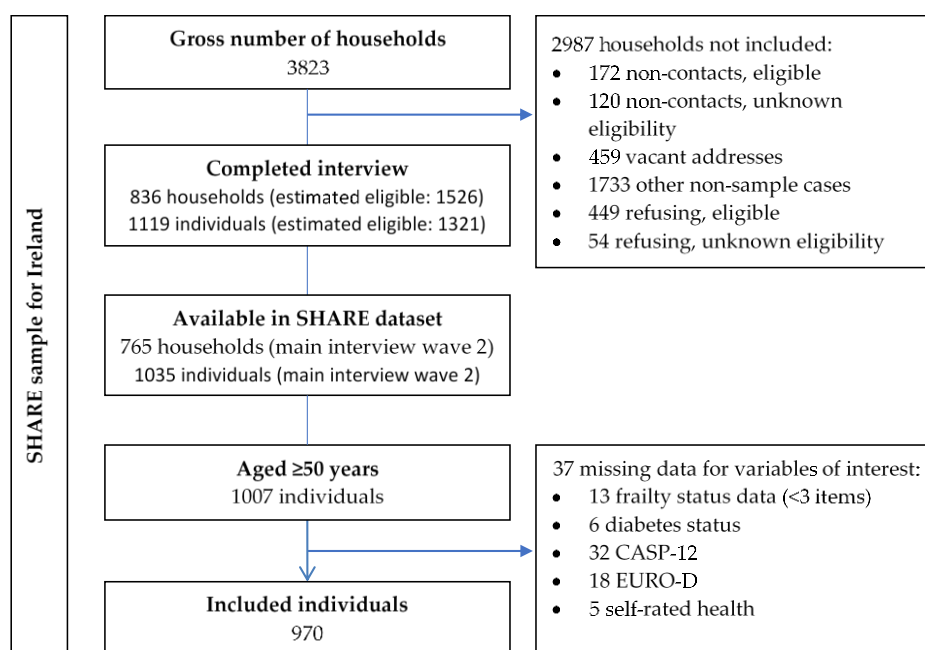 SHARE sample for Ireland
Gross number of households
3823
2987 households not included:
• 172 non-contacts, eligible
• 120 non-contacts, unknown
eligibility
• 459 vacant addresses
• 1733 other non-sample cases
• 449 refusing, eligible
• 54 refusing, unknown eligibility
Completed interview
836 households (estimated eligible: 1526)
1119 individuals (estimated eligible: 1321)
Available in SHARE dataset
765 households (main interview wave 2)
1035 individuals (main interview wave 2)
Aged ≥50 years
1007 individuals
37 missing data for variables of interest:
• 13 frailty status data (<3 items)
• 6 diabetes status
• 32 CASP-12
• 18 EURO-D
• 5 self-rated health
Included individuals
970